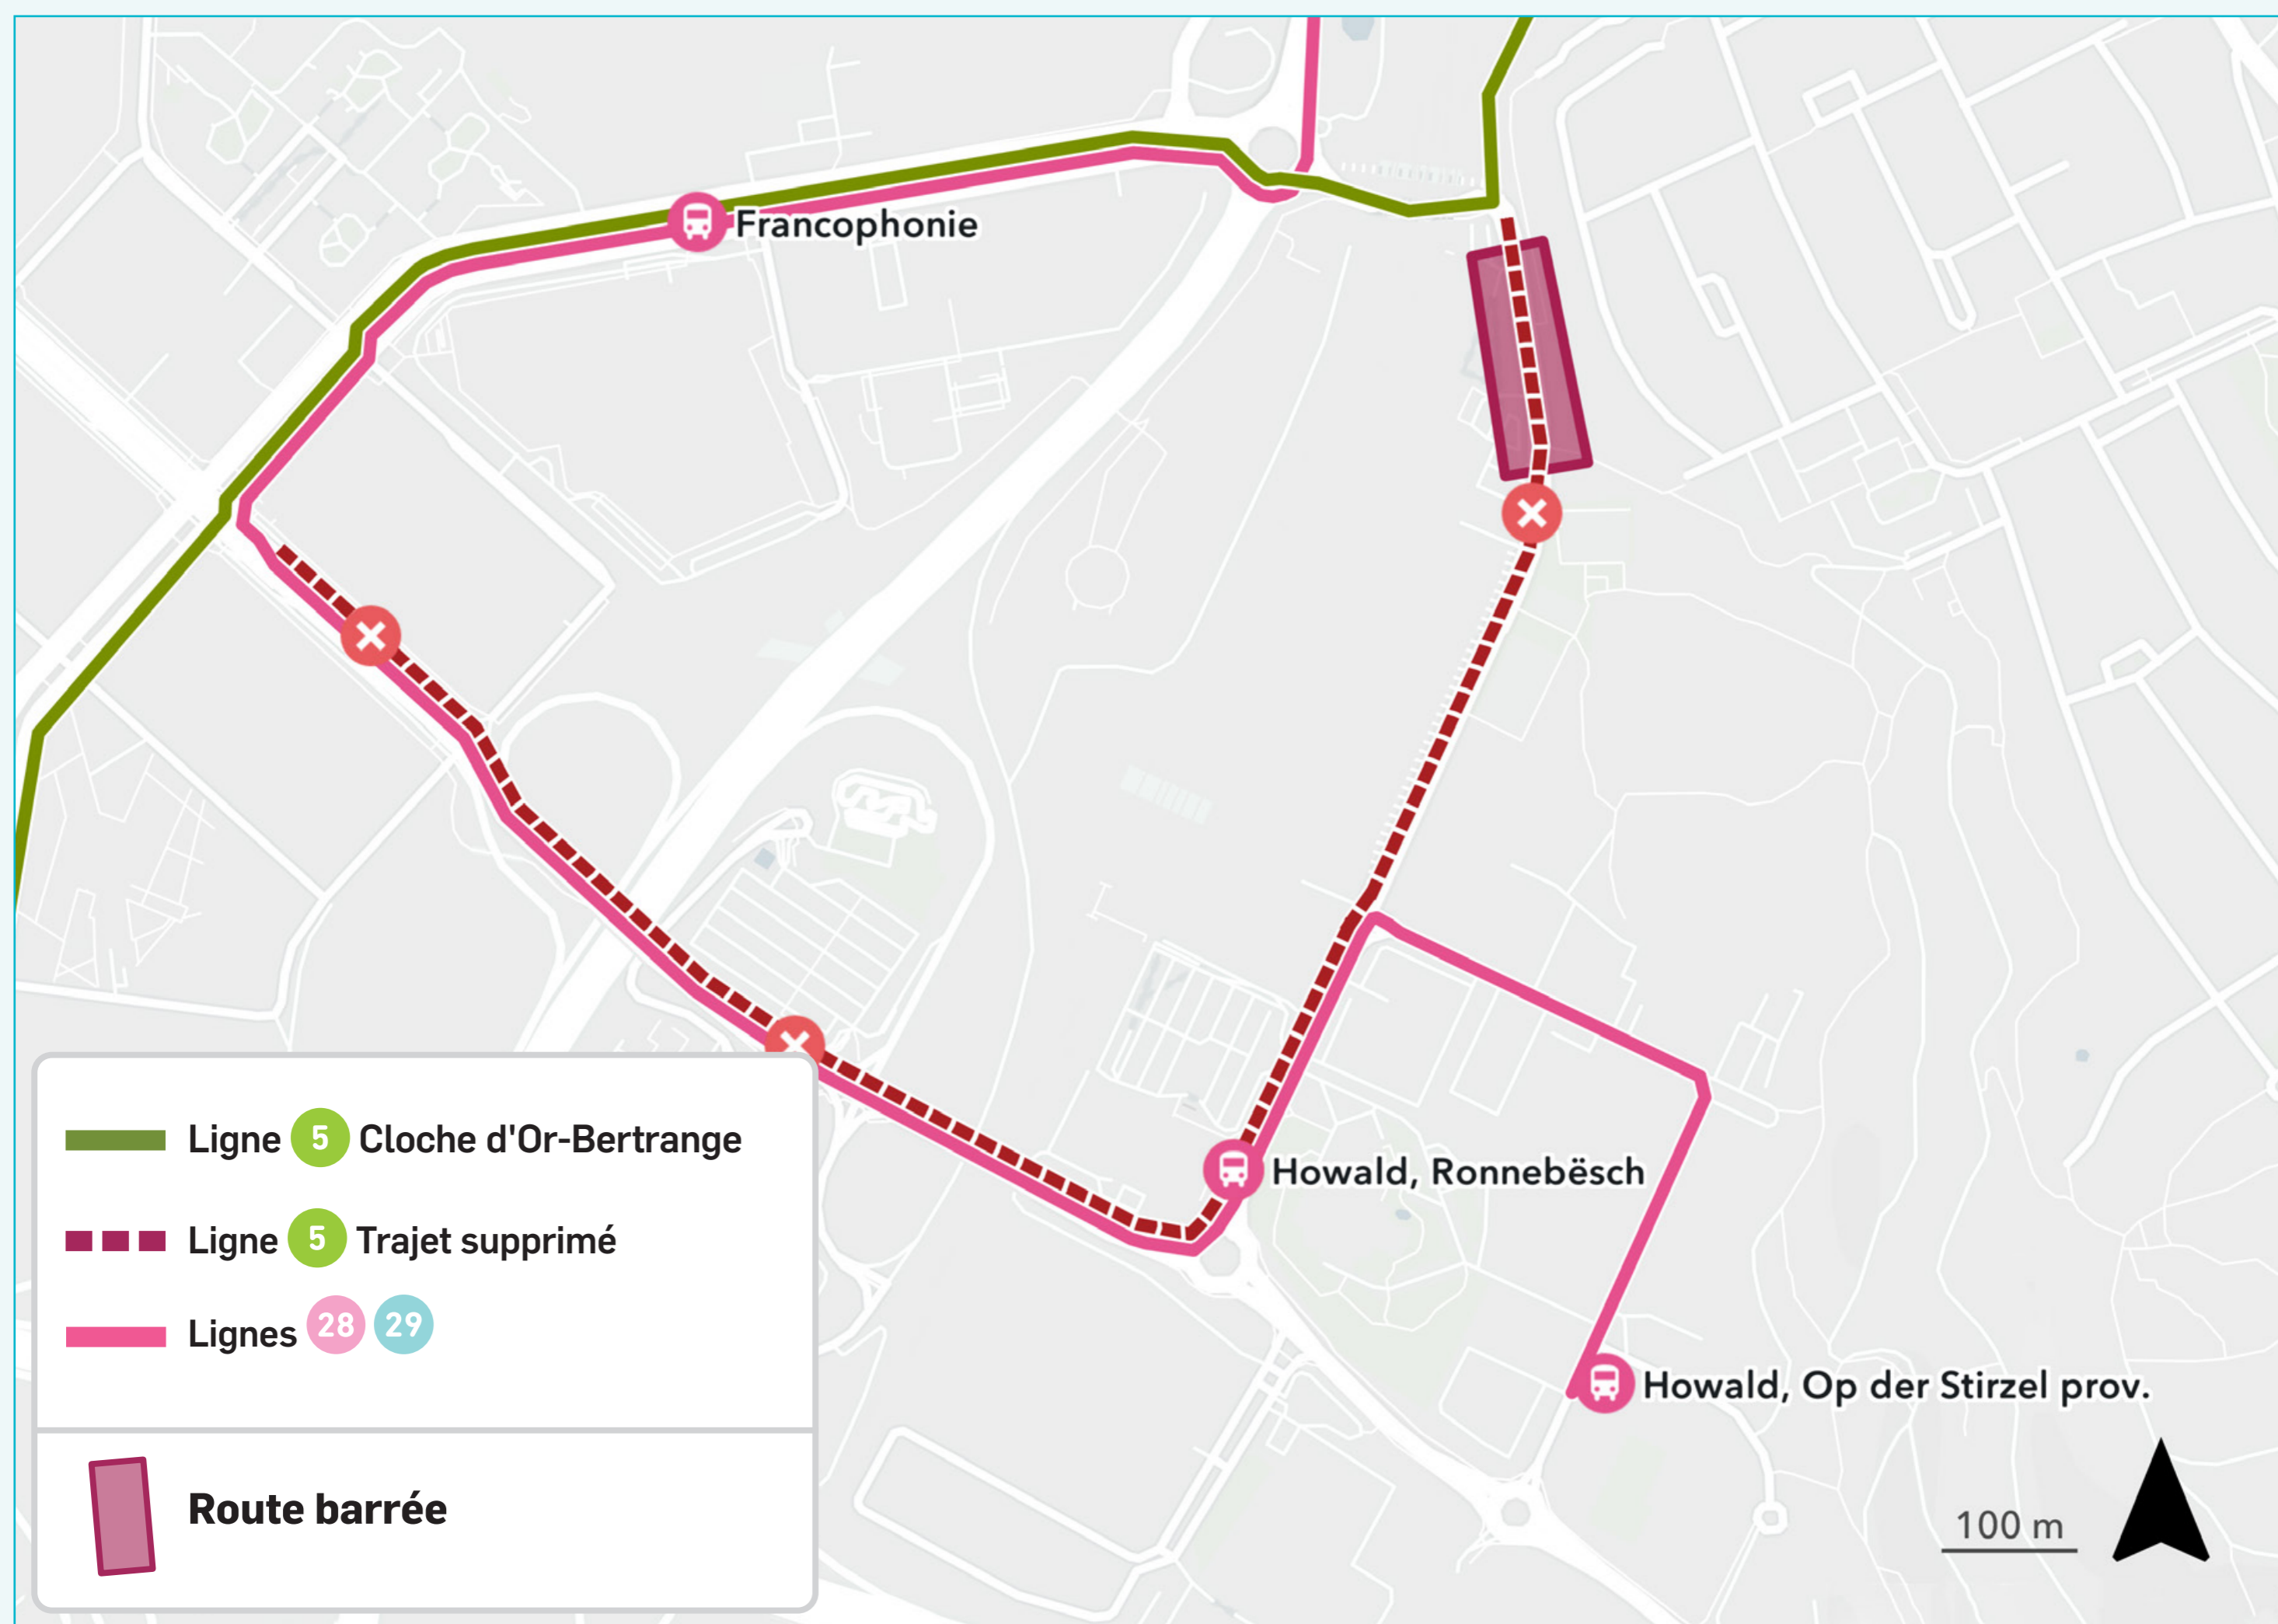 Francophonie
Howald, Ronnebësch
Howald, Op der Stirzel prov.
Ligne 5 Cloche d'Or-Bertrange
Ligne 5 Trajet supprimé
Lignes 28 29
Route barrée
100 m